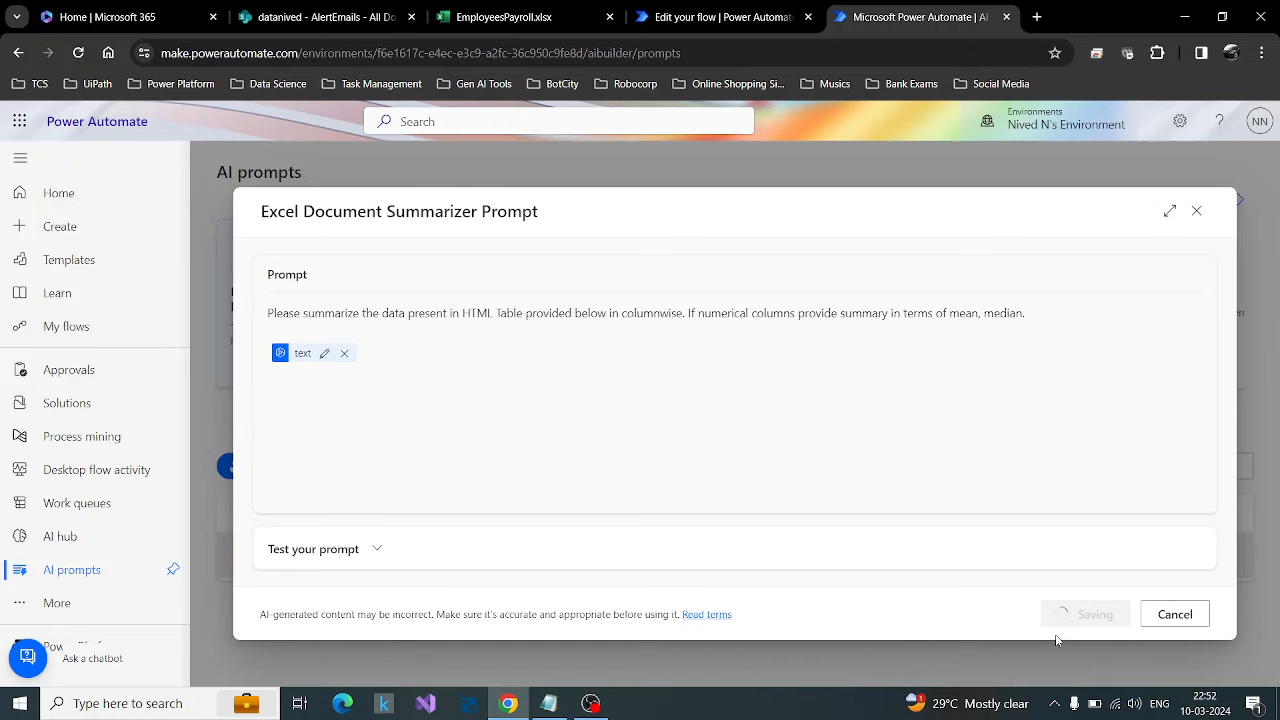 Home | Microsoft 365
datanived - AlertEmails - All Do
EmployeesPayroll.xlsx
Edit your flow | Power Automate
Microsoft Power Automate | AI
make.powerautomate.com/environments/f6e1617c-e4ec-e3c9-a2fc-36c950c9fe8d/aibuilder/prompts
TCS
UDATA
Power Platform
Data Science
Task Management
Gen AI Tools
BotCity
Robocorp
Online Shopping Si...
Musics
Bank Exams
Social Media
Power Automate
Search
Environments
Nived N's Environment
NN
AI prompts
Home
Create
Templates
Learn
My flows
Approvals
Solutions
Process mining
Desktop flow activity
Work queues
AI hub
AI prompts
More
Ask a chatbot
Excel Document Summarizer Prompt
Prompt
Please summarize the data present in HTML Table provided below in columnwise. If numerical columns provide summary in terms of mean, median.
text
Test your prompt
AI-generated content may be incorrect. Make sure it's accurate and appropriate before using it. Read terms
Saving
Cancel
Type here to search
1
29°C Mostly clear
ENG
22:52
10-03-2024